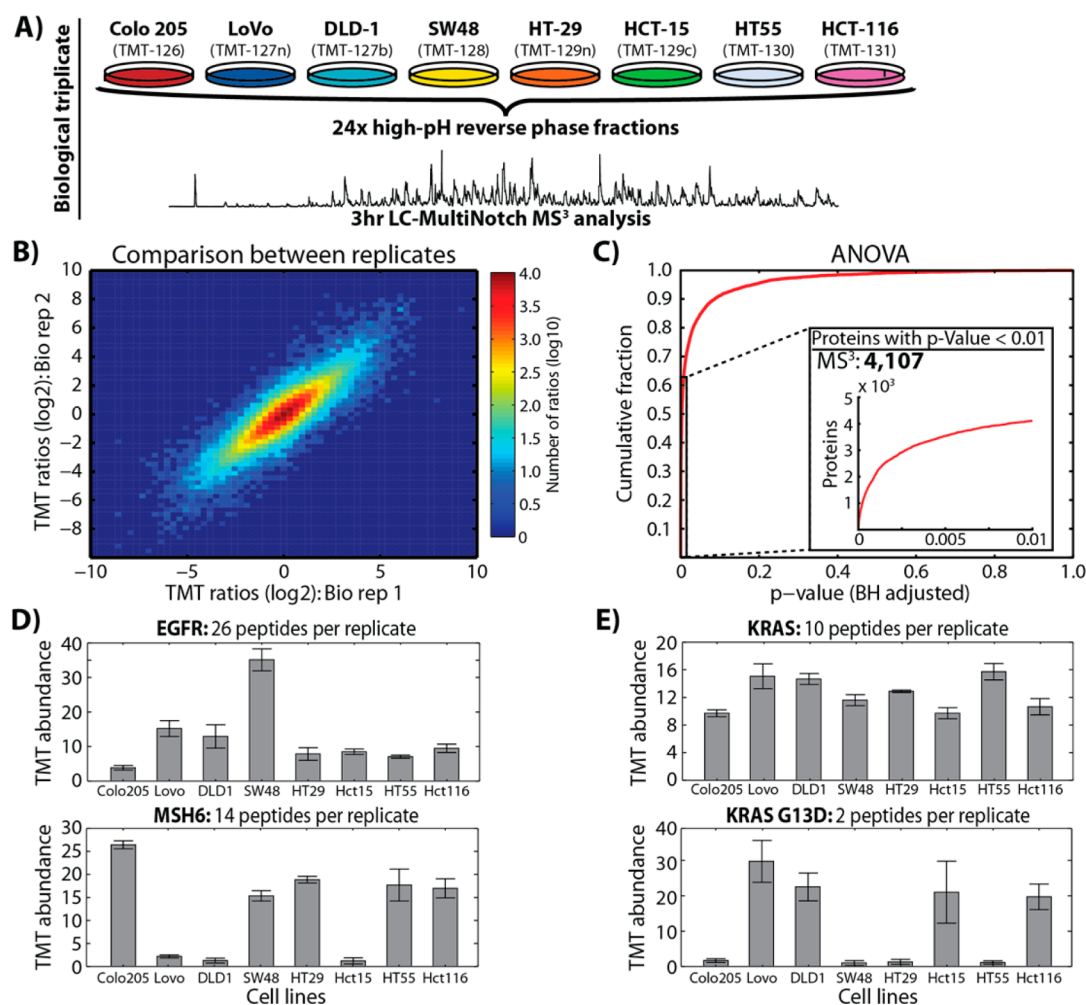 A)
Biological triplicate
Colo 205 LoVo DLD-1 SW48 HT-29 HCT-15 HT55 HCT-116
(TMT-126) (TMT-127n) (TMT-127b) (TMT-128) (TMT-129n) (TMT-129c) (TMT-130) (TMT-131)
24x high-pH reverse phase fractions
3hr LC-MultiNotch MS³ analysis
B)
Comparison between replicates
TMT ratios (log2): Bio rep 2
10
8
6
4
2
0
−2
−4
−6
−8
−10 −5 0 5 10
TMT ratios (log2): Bio rep 1
4.0
3.5
3.0
2.5
2.0
1.5
1.0
0.5
0.0
Number of ratios (log10)
C)
ANOVA
Cumulative fraction
1.0
0.9
0.8
0.7
0.6
0.5
0.4
0.3
0.2
0.1
0 0.2 0.4 0.6 0.8 1.0
p−value (BH adjusted)
Proteins with p-Value < 0.01
MS³: 4,107
x 10³
Proteins
5
4
3
2
1
0 0.005 0.01
D)
EGFR: 26 peptides per replicate
TMT abundance
40
30
20
10
0
Colo205 Lovo DLD1 SW48 HT29 Hct15 HT55 Hct116
MSH6: 14 peptides per replicate
TMT abundance
30
25
20
15
10
5
0
Colo205 Lovo DLD1 SW48 HT29 Hct15 HT55 Hct116
Cell lines
E)
KRAS: 10 peptides per replicate
TMT abundance
20
16
12
8
4
0
Colo205 Lovo DLD1 SW48 HT29 Hct15 HT55 Hct116
KRAS G13D: 2 peptides per replicate
TMT abundance
40
30
20
10
0
Colo205 Lovo DLD1 SW48 HT29 Hct15 HT55 Hct116
Cell lines